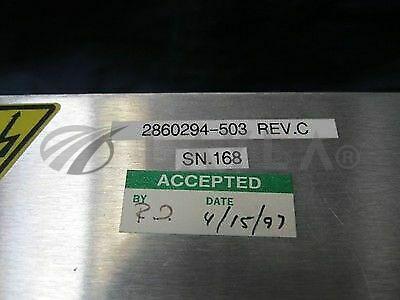 2860294-503 REV.C
SN.168
ACCEPTED
BY DATE
4/15/97